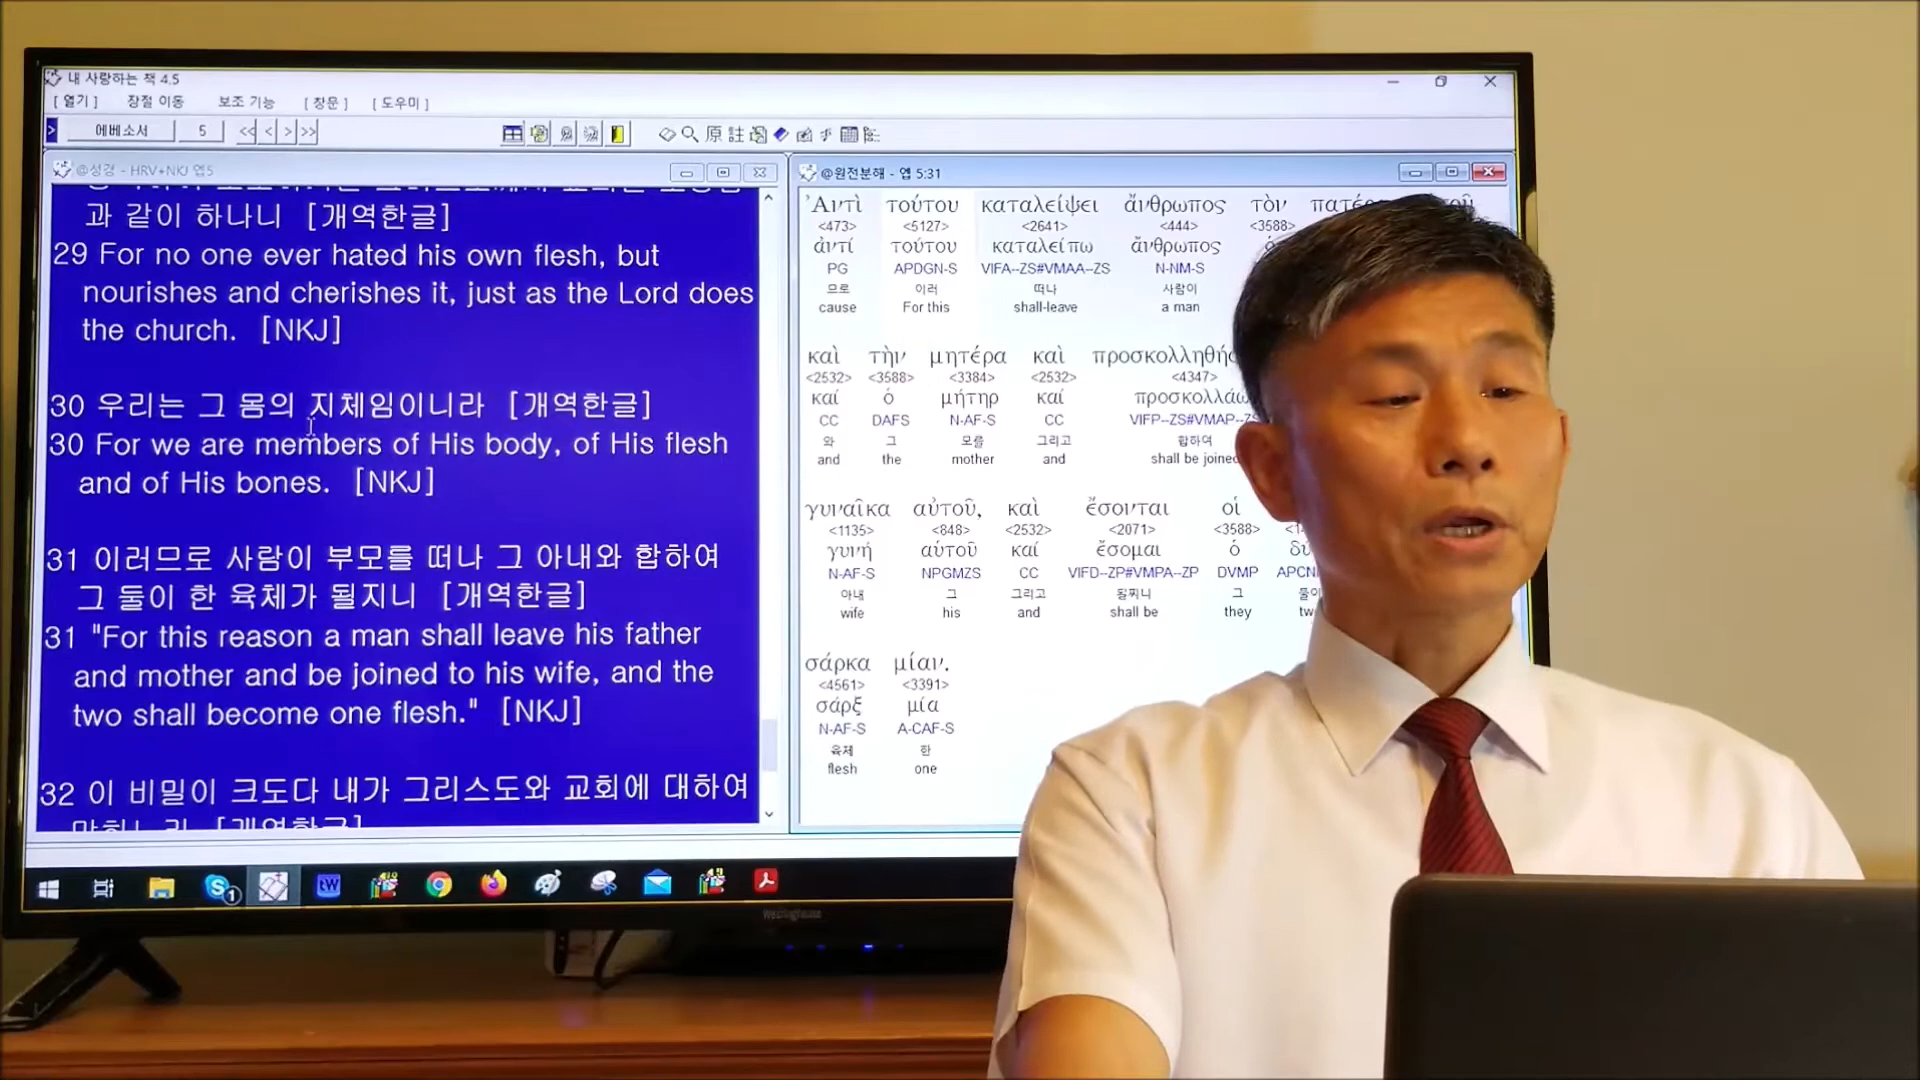 내 사랑하는 책 4.5
[ 열기 ] 장절 이동 보조 기능 [ 창문 ] [ 도우미 ]
에베소서 5 << < > >>
原 註
@성경 - HRV+NKJ 엡5
과 같이 하나니 [개역한글]
29 For no one ever hated his own flesh, but
nourishes and cherishes it, just as the Lord does
the church. [NKJ]
30 우리는 그 몸의 지체임이니라 [개역한글]
30 For we are members of His body, of His flesh
and of His bones. [NKJ]
31 이러므로 사람이 부모를 떠나 그 아내와 합하여
그 둘이 한 육체가 될지니 [개역한글]
31 "For this reason a man shall leave his father
and mother and be joined to his wife, and the
two shall become one flesh." [NKJ]
32 이 비밀이 크도다 내가 그리스도와 교회에 대하여
@원전분해 - 엡 5:31
Ἀντὶ τούτου καταλείψει ἄνθρωπος τὸν
<473> <5127> <2641> <444> <3588>
ἀντί τούτου καταλείπω ἄνθρωπος
PG APDGN-S VIFA--ZS#VMAA--ZS N-NM-S
므로 이러 떠나 사람이
cause For this shall-leave a man
καὶ τὴν μητέρα καὶ
<2532> <3588> <3384> <2532> <4347>
καί ὁ μήτηρ καί
CC DAFS N-AF-S CC
와 그 모를 그리고 합하여
and the mother and shall be joined
γυναῖκα αὐτοῦ, καὶ ἔσονται οἱ
<1135> <848> <2532> <2071> <3588>
γυνή αὐτοῦ καί ἔσομαι ὁ
N-AF-S NPGMZS CC VIFD--ZP#VMPA--ZP DVMP
아내 그 그리고 될찌니 그
wife his and shall be they
σάρκα μίαν.
<4561> <3391>
σάρξ μία
N-AF-S A-CAF-S
육체 한
flesh one
Westinghouse